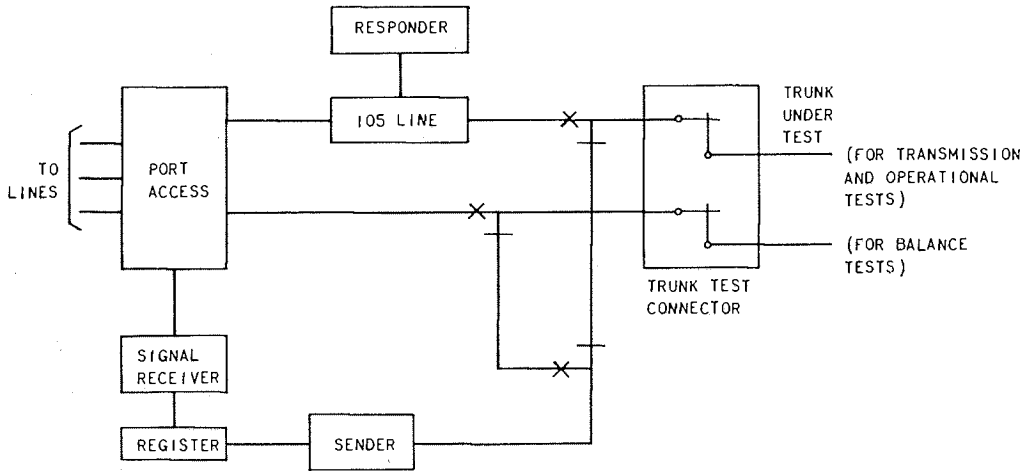 RESPONDER
105 LINE
TRUNK
UNDER
TEST
(FOR TRANSMISSION
AND OPERATIONAL
TESTS)
TO
LINES
PORT
ACCESS
(FOR BALANCE
TESTS)
TRUNK TEST
CONNECTOR
SIGNAL
RECEIVER
REGISTER
SENDER